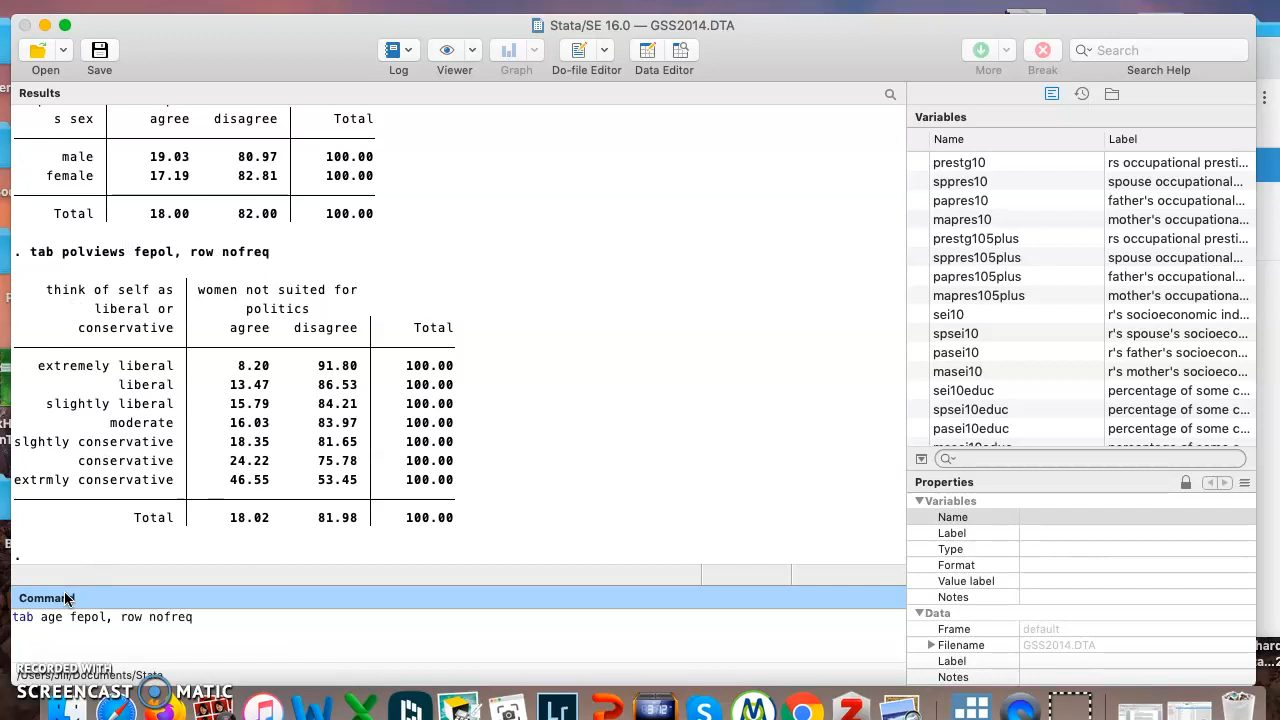 Stata/SE 16.0 — GSS2014.DTA
Open Save Log Viewer Graph Do-file Editor Data Editor More Break Search
Search Help
Results
s sex agree disagree Total
male 19.03 80.97 100.00
female 17.19 82.81 100.00
Total 18.00 82.00 100.00
. tab polviews fepol, row nofreq
think of self as women not suited for
liberal or politics
conservative agree disagree Total
extremely liberal 8.20 91.80 100.00
liberal 13.47 86.53 100.00
slightly liberal 15.79 84.21 100.00
moderate 16.03 83.97 100.00
slghtly conservative 18.35 81.65 100.00
conservative 24.22 75.78 100.00
extrmly conservative 46.55 53.45 100.00
Total 18.02 81.98 100.00
.
Command
tab age fepol, row nofreq
/Users/Jill/Documents/Stata
RECORDED WITH
SCREENCAST MATIC
Variables
Name Label
prestg10 rs occupational presti...
sppres10 spouse occupational...
papres10 father's occupational...
mapres10 mother's occupationa...
prestg105plus rs occupational presti...
sppres105plus spouse occupational...
papres105plus father's occupational...
mapres105plus mother's occupationa...
sei10 r's socioeconomic ind...
spsei10 r's spouse's socioeco...
pasei10 r's father's socioecon...
masei10 r's mother's socioeco...
sei10educ percentage of some c...
spsei10educ percentage of some c...
pasei10educ percentage of some c...
Properties
Variables
Name
Label
Type
Format
Value label
Notes
Data
Frame default
Filename GSS2014.DTA
Label
Notes